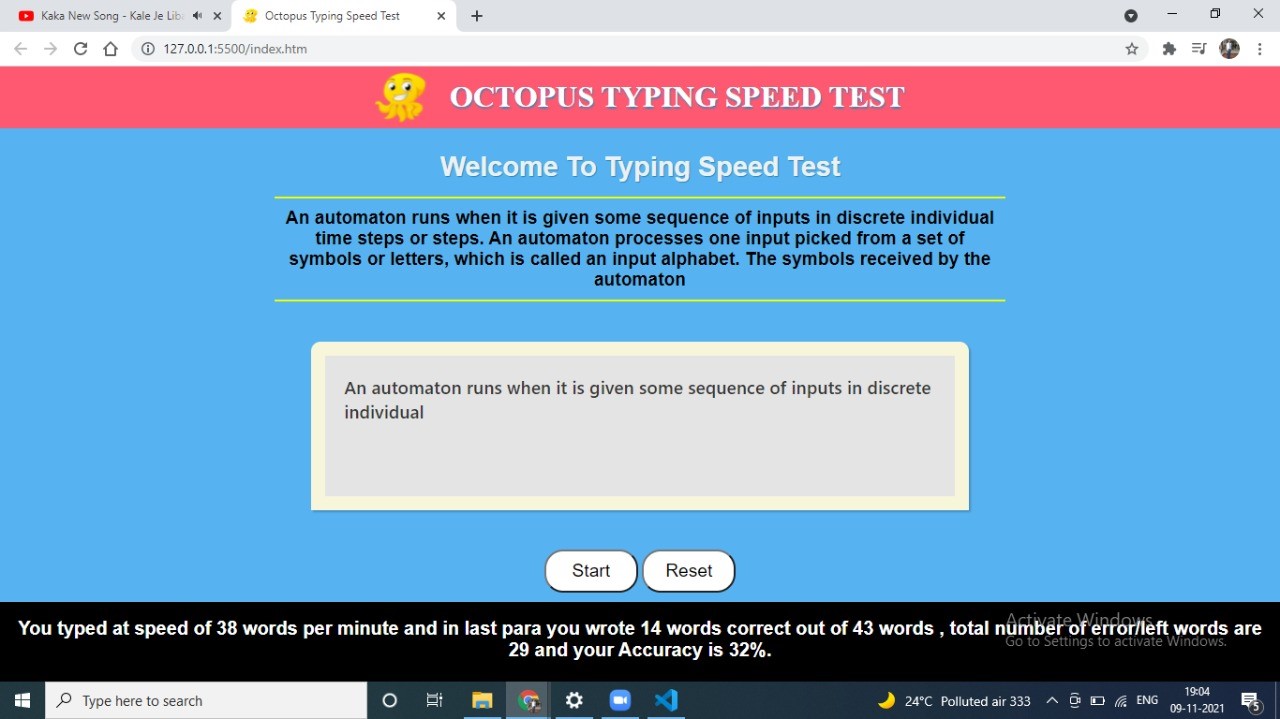 Kaka New Song - Kale Je Liba
Octopus Typing Speed Test
127.0.0.1:5500/index.htm
OCTOPUS TYPING SPEED TEST
Welcome To Typing Speed Test
An automaton runs when it is given some sequence of inputs in discrete individual
time steps or steps. An automaton processes one input picked from a set of
symbols or letters, which is called an input alphabet. The symbols received by the
automaton
An automaton runs when it is given some sequence of inputs in discrete
individual
Start Reset
Activate Windows
You typed at speed of 38 words per minute and in last para you wrote 14 words correct out of 43 words , total number of error/left words are
Go to Settings to activate Windows.
29 and your Accuracy is 32%.
Type here to search
24°C Polluted air 333
ENG
19:04
09-11-2021
5